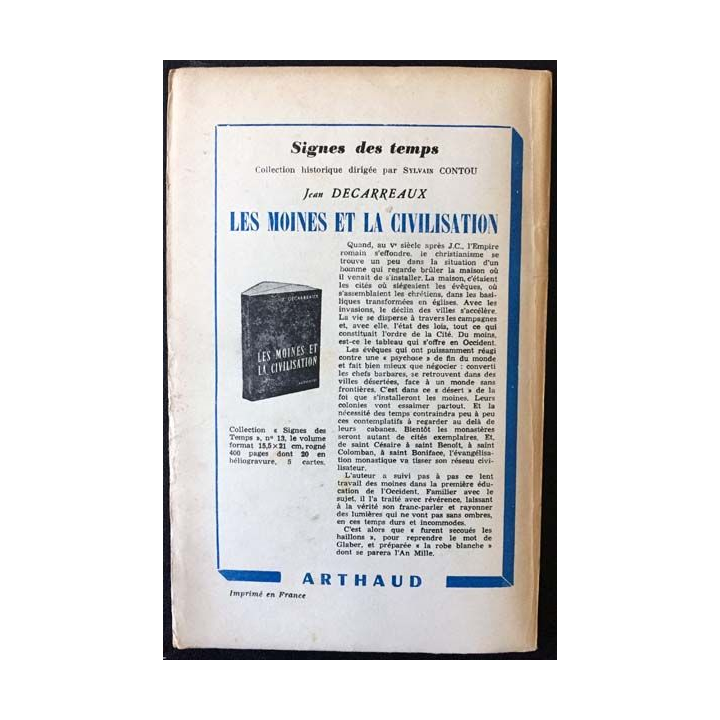 Signes des temps
Collection historique dirigée par SYLVAIN CONTOU
Jean DECARREAUX
LES MOINES ET LA CIVILISATION
Quand, au Vᵉ siècle après J.C., l'Empire
romain s'effondre, le christianisme se
trouve un peu dans la situation d'un
homme qui regarde brûler la maison où
il venait de s'installer. La maison, c'étaient
les cités où siégeaient les évêques, où
s'assemblaient les chrétiens, dans les basi-
liques transformées en églises. Avec les
invasions, le déclin des villes s'accélère.
La vie se disperse à travers les campagnes
et, avec elle, l'état des lois, tout ce qui
constituait l'ordre de la Cité. Du moins,
est-ce le tableau qui s'offre en Occident.
Les évêques qui ont puissamment réagi
contre une « psychose » de fin du monde
et fait bien mieux que négocier : converti
les chefs barbares, se retrouvent dans des
villes désertées, face à un monde sans
frontières. C'est dans ce « désert » de la
foi que s'installeront les moines. Leurs
colonies vont essaimer partout. Et la
nécessité des temps contraindra peu à peu
ces contemplatifs à regarder au delà de
leurs cabanes. Bientôt les monastères
seront autant de cités exemplaires. Et,
de saint Césaire à saint Benoît, à saint
Colomban, à saint Boniface, l'évangélisa-
tion monastique va tisser son réseau civi-
lisateur.
L'auteur a suivi pas à pas ce lent
travail des moines dans la première édu-
cation de l'Occident. Familier avec le
sujet, il l'a traité avec révérence, laissant
à la vérité son franc-parler et rayonner
des lumières qui ne vont pas sans ombres,
en ces temps durs et incommodes.
C'est alors que « furent secoués les
haillons », pour reprendre le mot de
Glaber, et préparée « la robe blanche »
dont se parera l'An Mille.
J. DECARREAUX
LES MOINES ET
LA CIVILISATION
ARTHAUD
Collection « Signes des
Temps », n° 13, le volume
format 15,5×21 cm, rogné
400 pages dont 20 en
héliogravure, 5 cartes.
ARTHAUD
Imprimé en France